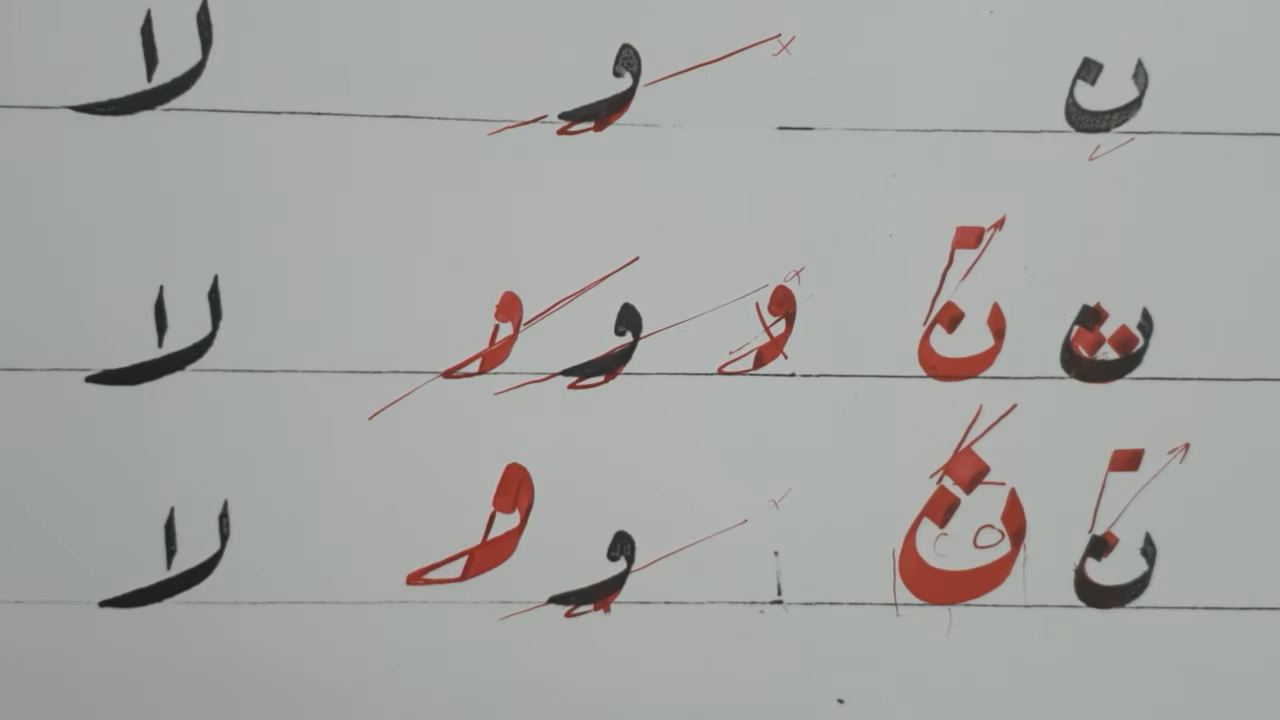 ن و لا
ن ن و و و لا
ن ن و و لا